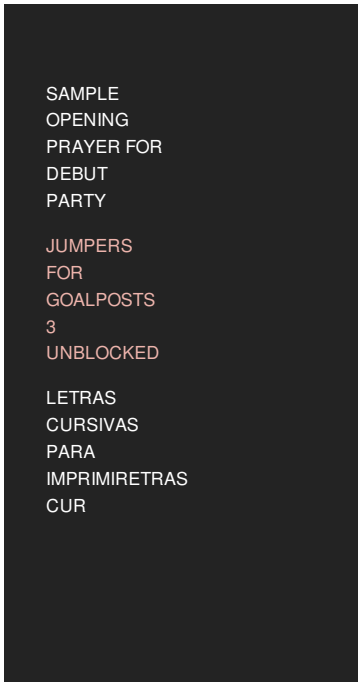 SAMPLE
OPENING
PRAYER FOR
DEBUT
PARTY
JUMPERS
FOR
GOALPOSTS
3
UNBLOCKED
LETRAS
CURSIVAS
PARA
IMPRIMIRETRAS
CUR